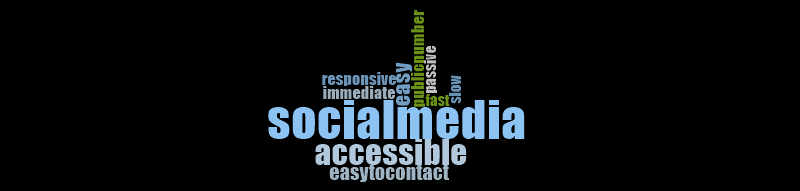 publicnumber
passive
easy
slow
responsive
immediate
fast
socialmedia
accessible
easytocontact